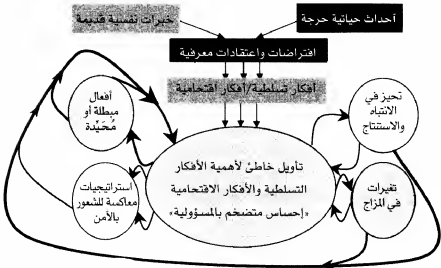 أحداث حياتية حرجة
خبرات نفسية قديمة
افتراضات واعتقادات معرفية
أفكار تسلطية/أفكار اقتحامية
تحيز في
الانتباه
والاستنتاج
أفعال
مبطلة أو
مُحَيِّدة
تأويل خاطئ لأهمية الأفكار
التسلطية والأفكار الاقتحامية
«إحساس متضخم بالمسؤولية»
تغيرات
في المزاج
استراتيجيات
معاكسة للشعور
بالأمن